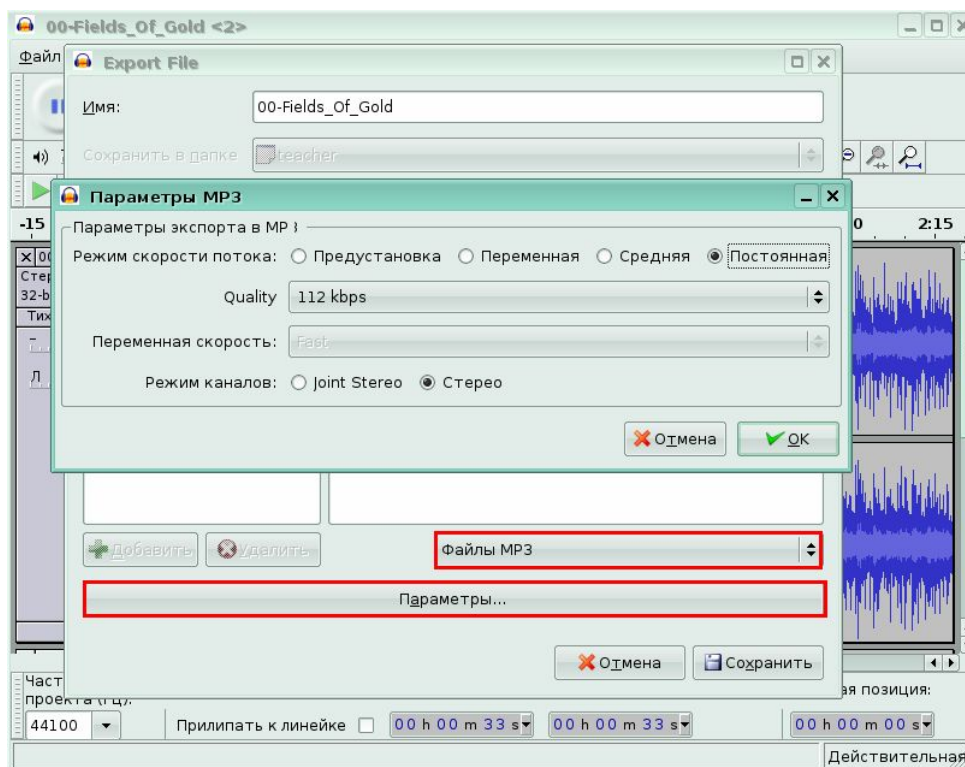 00-Fields_Of_Gold <2>
Файл
Export File
Имя: 00-Fields_Of_Gold
Сохранить в папке teacher
Параметры MP3
-15 0 2:15
Параметры экспорта в MP3
Режим скорости потока: Предустановка Переменная Средняя Постоянная
Quality 112 kbps
Переменная скорость: Fast
Режим каналов: Joint Stereo Стерео
Отмена OK
32-b
Тих
Л
Добавить Удалить Файлы MP3
Параметры...
Отмена Сохранить
Част
проекта (Гц): ая позиция:
44100 Прилипать к линейке 00 h 00 m 33 s 00 h 00 m 33 s 00 h 00 m 00 s
Действительная